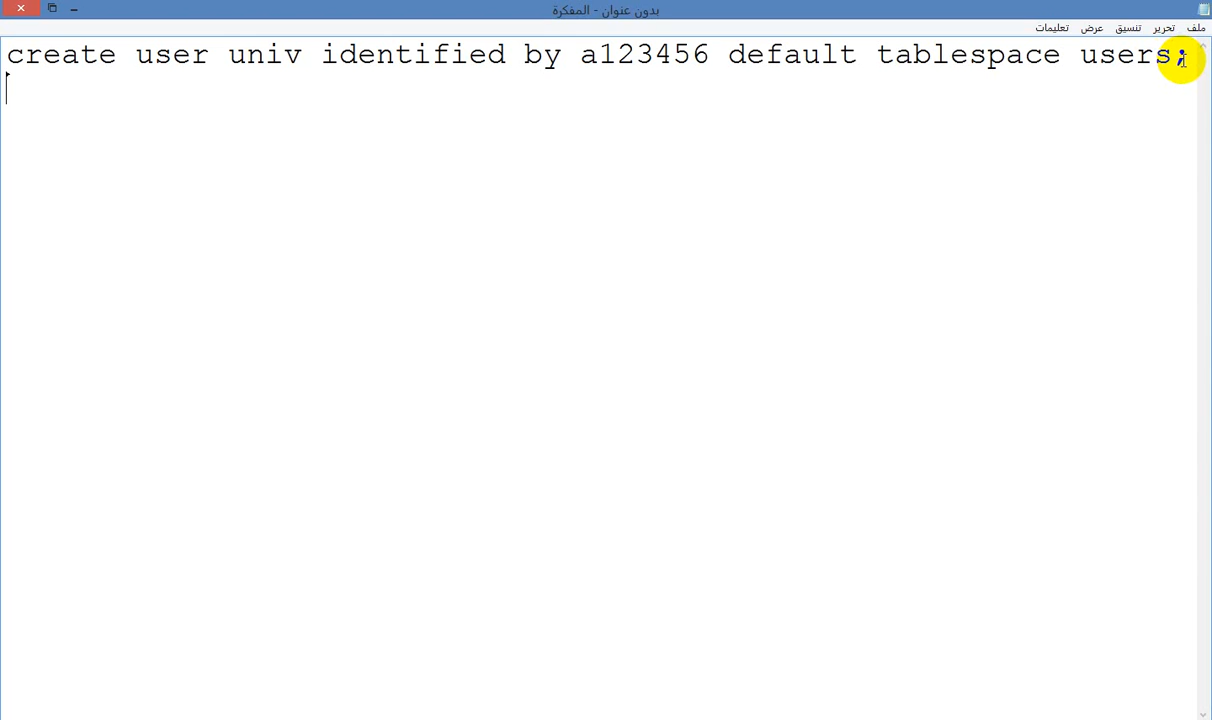 بدون عنوان - المفكرة
ملف تحرير تنسيق عرض تعليمات
create user univ identified by a123456 default tablespace users;